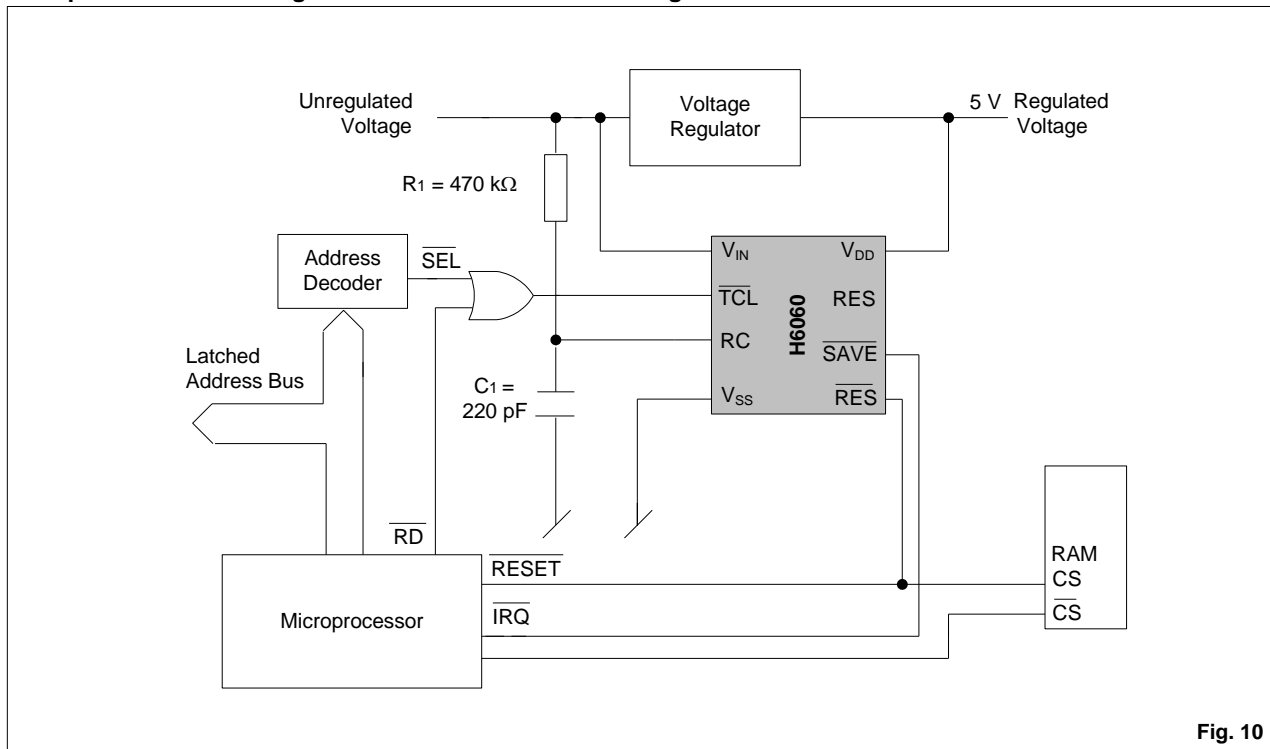 Unregulated
Voltage
Voltage
Regulator
5 V Regulated
Voltage
R1 = 470 kΩ
Address
Decoder
SEL
VIN
VDD
TCL
RES
RC
SAVE
VSS
RES
H6060
Latched
Address Bus
C1 =
220 pF
RD
RESET
IRQ
Microprocessor
RAM
CS
CS
Fig. 10